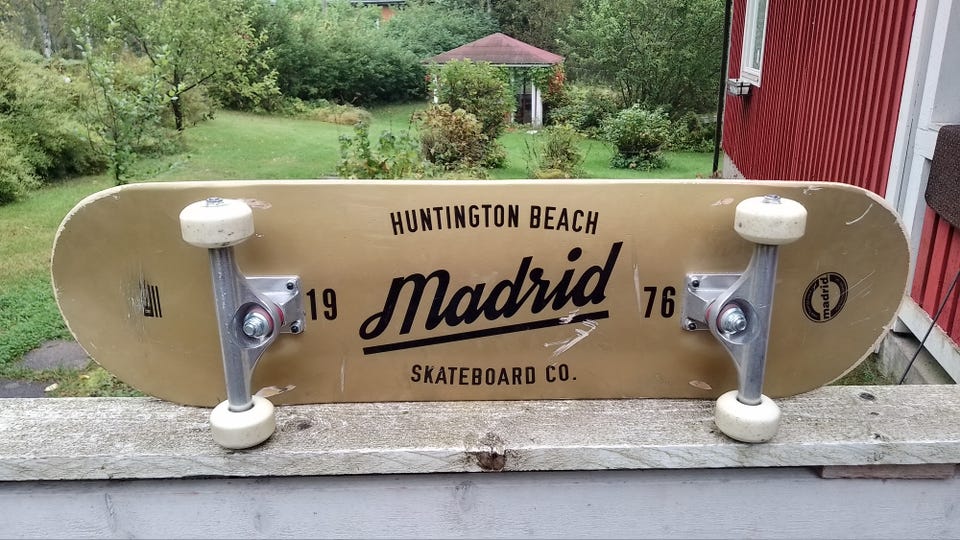 HUNTINGTON BEACH
19 Madrid 76
SKATEBOARD CO.
madrid